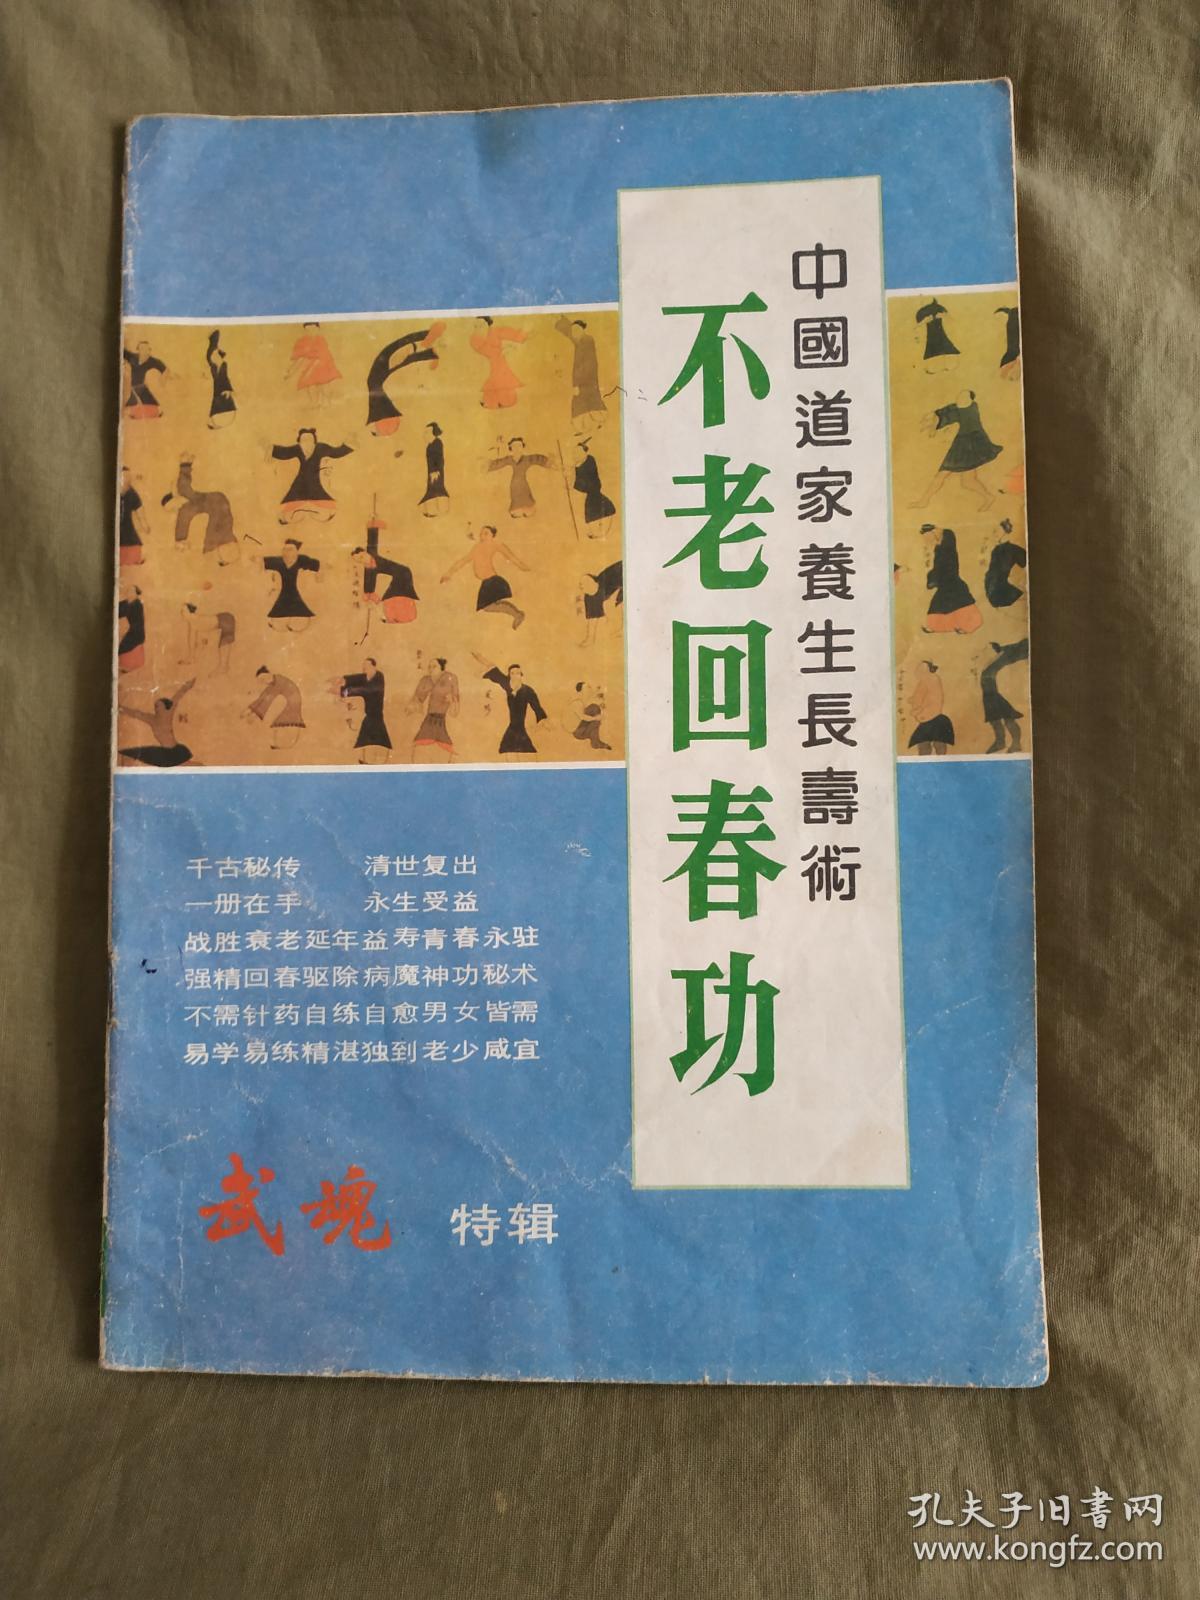 中國道家養生長壽術
不老回春功
千古秘传 清世复出
一册在手 永生受益
战胜衰老延年益寿青春永驻
强精回春驱除病魔神功秘术
不需针药自练自愈男女皆需
易学易练精湛独到老少咸宜
武魂 特辑
孔夫子旧书网
www.kongfz.com